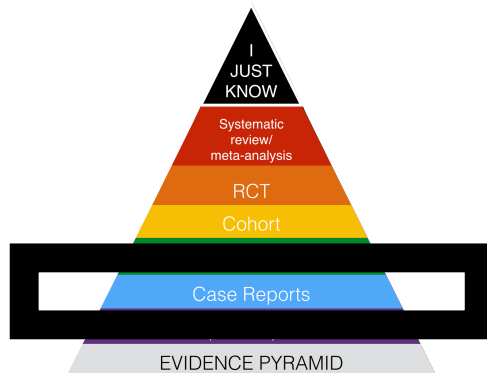 I
JUST
KNOW
Systematic
review/
meta-analysis
RCT
Cohort
Case Reports
EVIDENCE PYRAMID